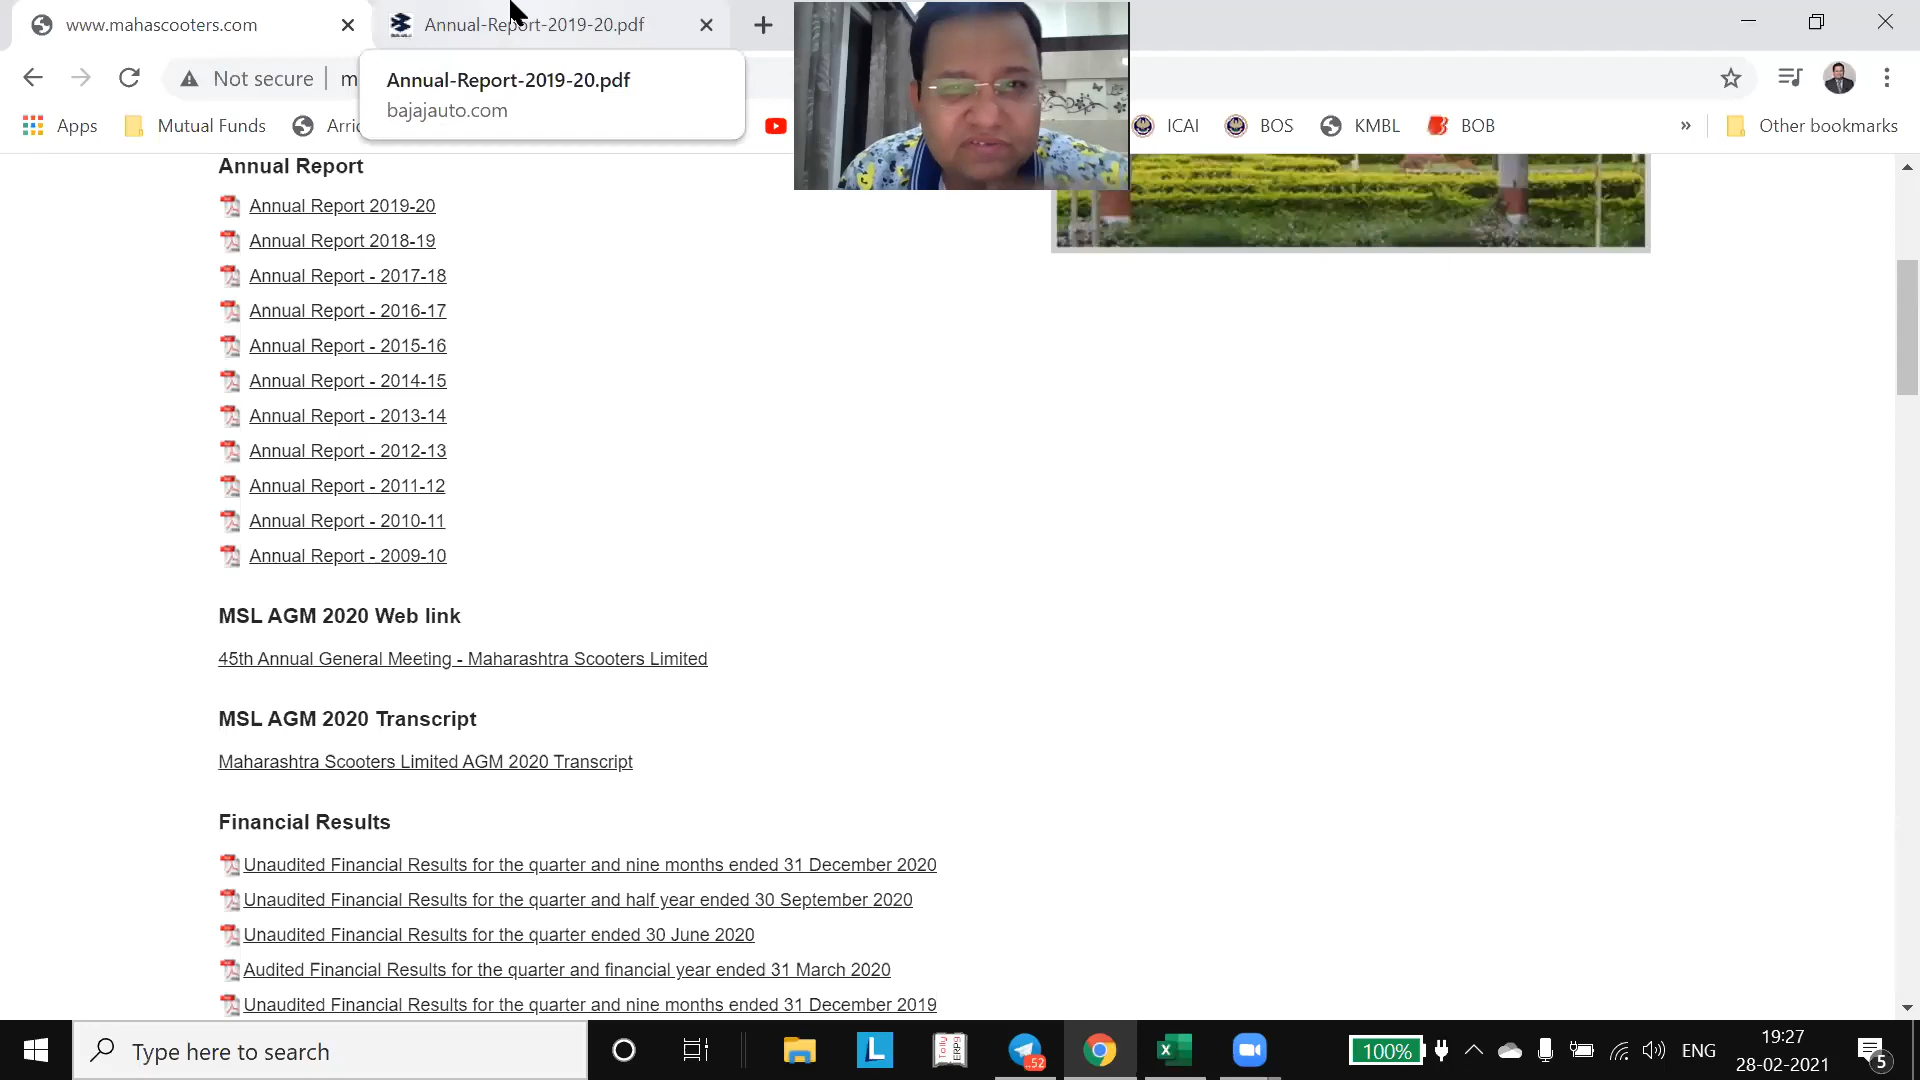 www.mahascooters.com
Annual-Report-2019-20.pdf
Not secure
m
Annual-Report-2019-20.pdf
bajajauto.com
Apps
Mutual Funds
ICAI
BOS
KMBL
BOB
»
Other bookmarks
Annual Report
Annual Report 2019-20
Annual Report 2018-19
Annual Report - 2017-18
Annual Report - 2016-17
Annual Report - 2015-16
Annual Report - 2014-15
Annual Report - 2013-14
Annual Report - 2012-13
Annual Report - 2011-12
Annual Report - 2010-11
Annual Report - 2009-10
MSL AGM 2020 Web link
45th Annual General Meeting - Maharashtra Scooters Limited
MSL AGM 2020 Transcript
Maharashtra Scooters Limited AGM 2020 Transcript
Financial Results
Unaudited Financial Results for the quarter and nine months ended 31 December 2020
Unaudited Financial Results for the quarter and half year ended 30 September 2020
Unaudited Financial Results for the quarter ended 30 June 2020
Audited Financial Results for the quarter and financial year ended 31 March 2020
Unaudited Financial Results for the quarter and nine months ended 31 December 2019
Type here to search
L
100%
ENG
19:27
28-02-2021
5